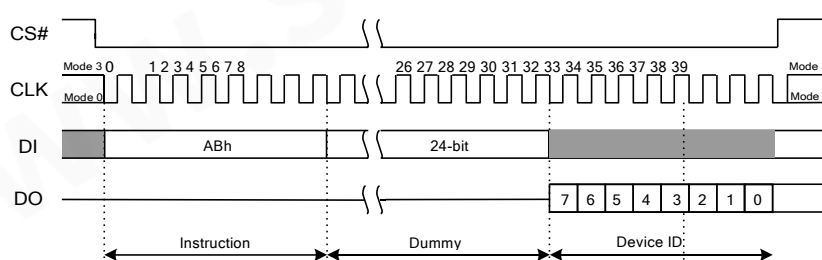 CS#
Mode 3 0 1 2 3 4 5 6 7 8 26 27 28 29 30 31 32 33 34 35 36 37 38 39 Mode
CLK
Mode 0 Mode
DI ABh 24-bit
DO 7 6 5 4 3 2 1 0
Instruction Dummy Device ID